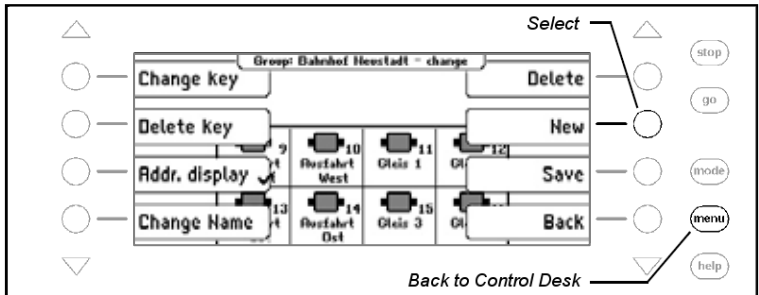 Select
stop
Group: Bahnhof Neustadt - change
Change key
Delete
go
Delete key
New
9
10
11
12
Ausfahrt
West
Gleis 1
Addr. display
Save
mode
13
14
15
Change Name
Ausfahrt
Ost
Gleis 3
Back
menu
help
Back to Control Desk